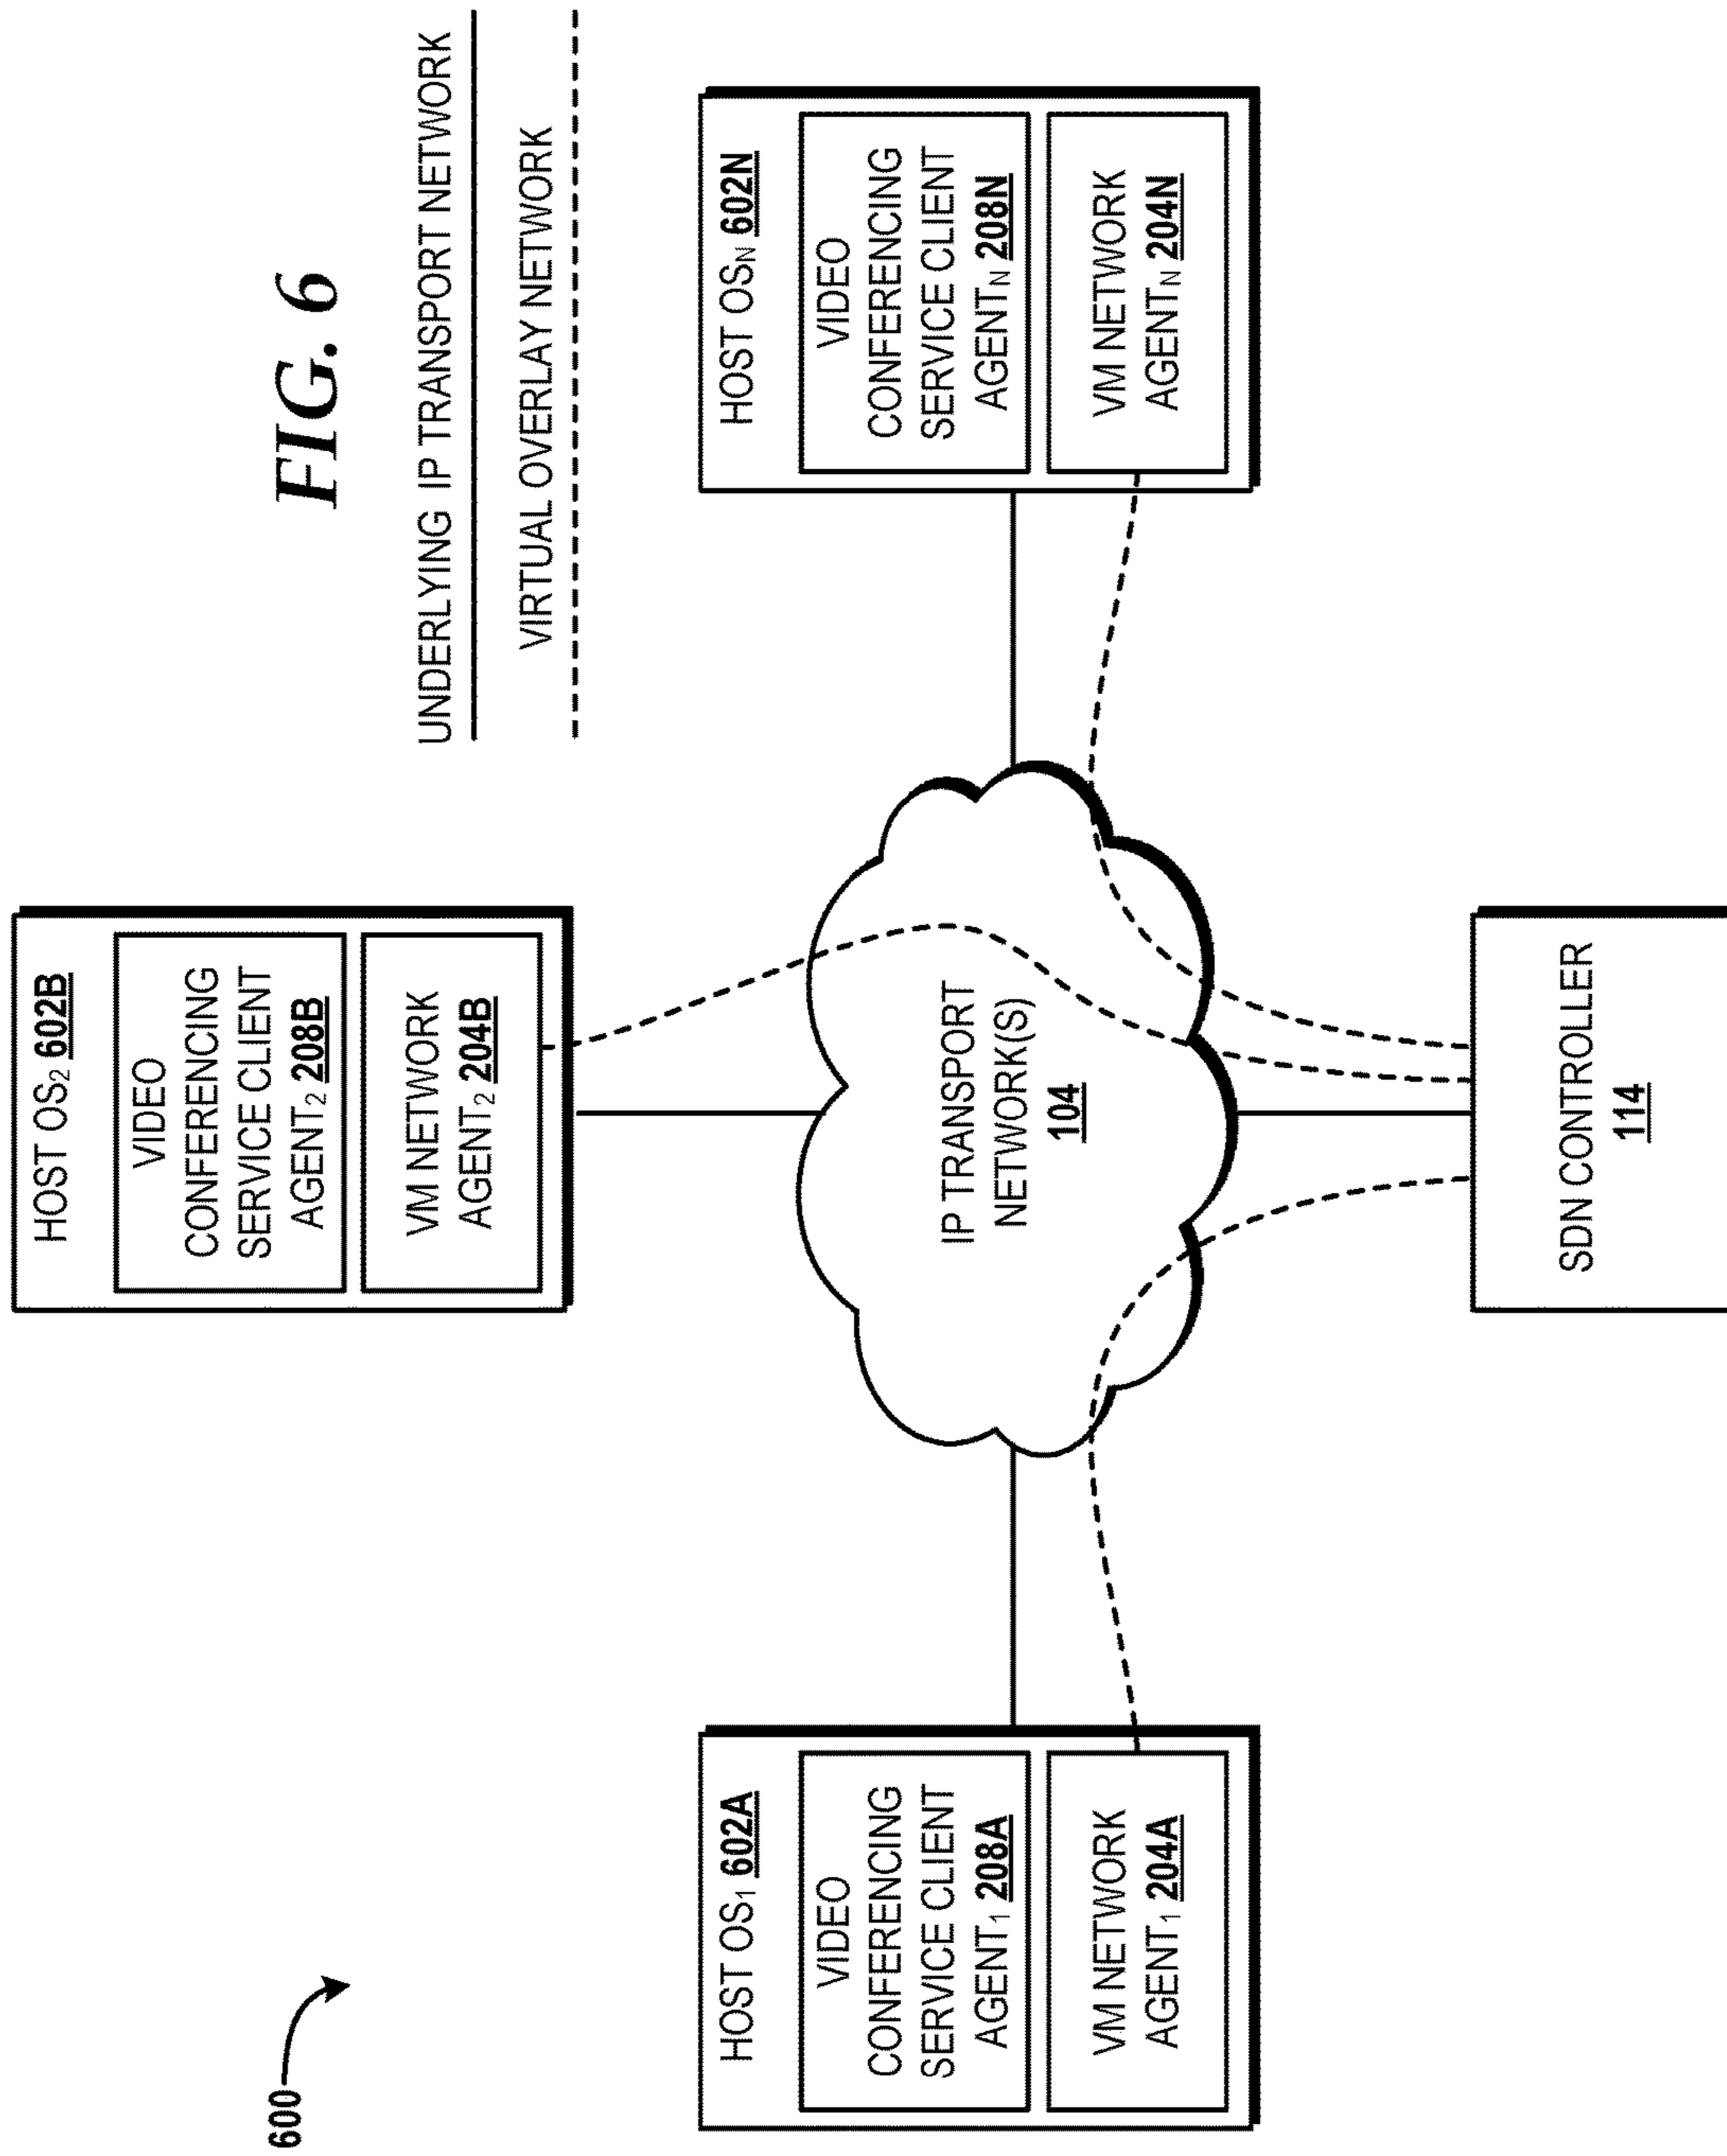 FIG. 6
600
UNDERLYING IP TRANSPORT NETWORK
VIRTUAL OVERLAY NETWORK
HOST OS2 602B
VIDEO
CONFERENCING
SERVICE CLIENT
AGENT2 208B
VM NETWORK
AGENT2 204B
HOST OS1 602A
VIDEO
CONFERENCING
SERVICE CLIENT
AGENT1 208A
VM NETWORK
AGENT1 204A
IP TRANSPORT
NETWORK(S)
104
HOST OSN 602N
VIDEO
CONFERENCING
SERVICE CLIENT
AGENTN 208N
VM NETWORK
AGENTN 204N
SDN CONTROLLER
114